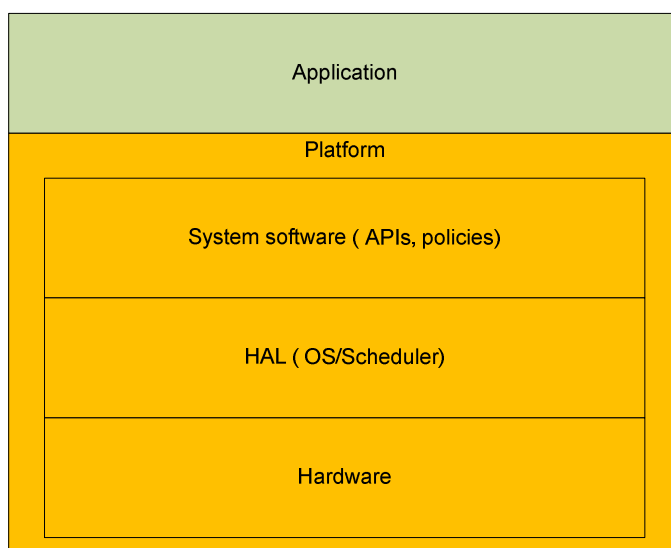 Application
Platform
System software ( APIs, policies)
HAL ( OS/Scheduler)
Hardware